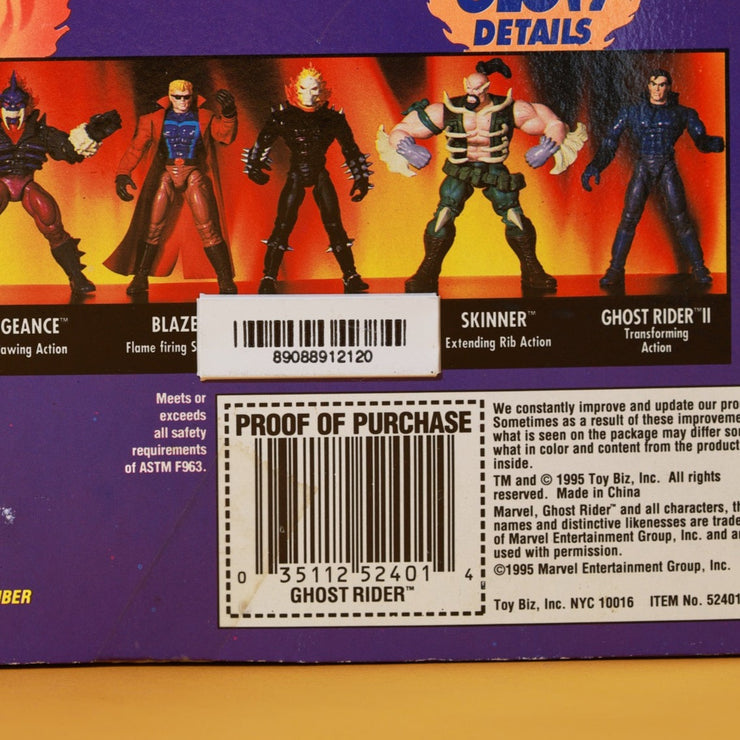 DETAILS
GEANCE™
awing Action
BLAZE
Flame firing S
89088912120
SKINNER™
Extending Rib Action
GHOST RIDER™ II
Transforming
Action
Meets or
exceeds
all safety
requirements
of ASTM F963.
PROOF OF PURCHASE
0 35112 52401 4
GHOST RIDER™
We constantly improve and update our pro
Sometimes as a result of these improveme
what is seen on the package may differ so
what in color and content from the product
inside.
TM and © 1995 Toy Biz, Inc. All rights
reserved. Made in China
Marvel, Ghost Rider™ and all characters, th
names and distinctive likenesses are trade
of Marvel Entertainment Group, Inc. and a
used with permission.
©1995 Marvel Entertainment Group, Inc.
Toy Biz, Inc. NYC 10016 ITEM No. 52401
BER